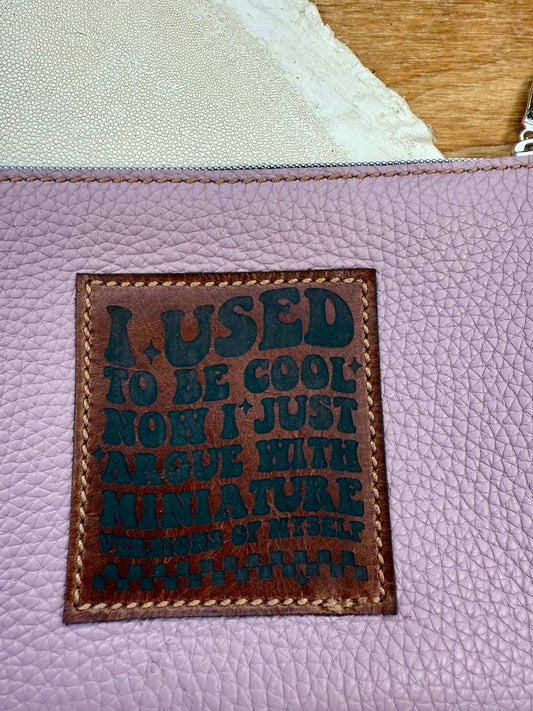 I USED
TO BE COOL
NOW I JUST
ARGUE WITH
MINIATURE
VERSIONS OF MYSELF